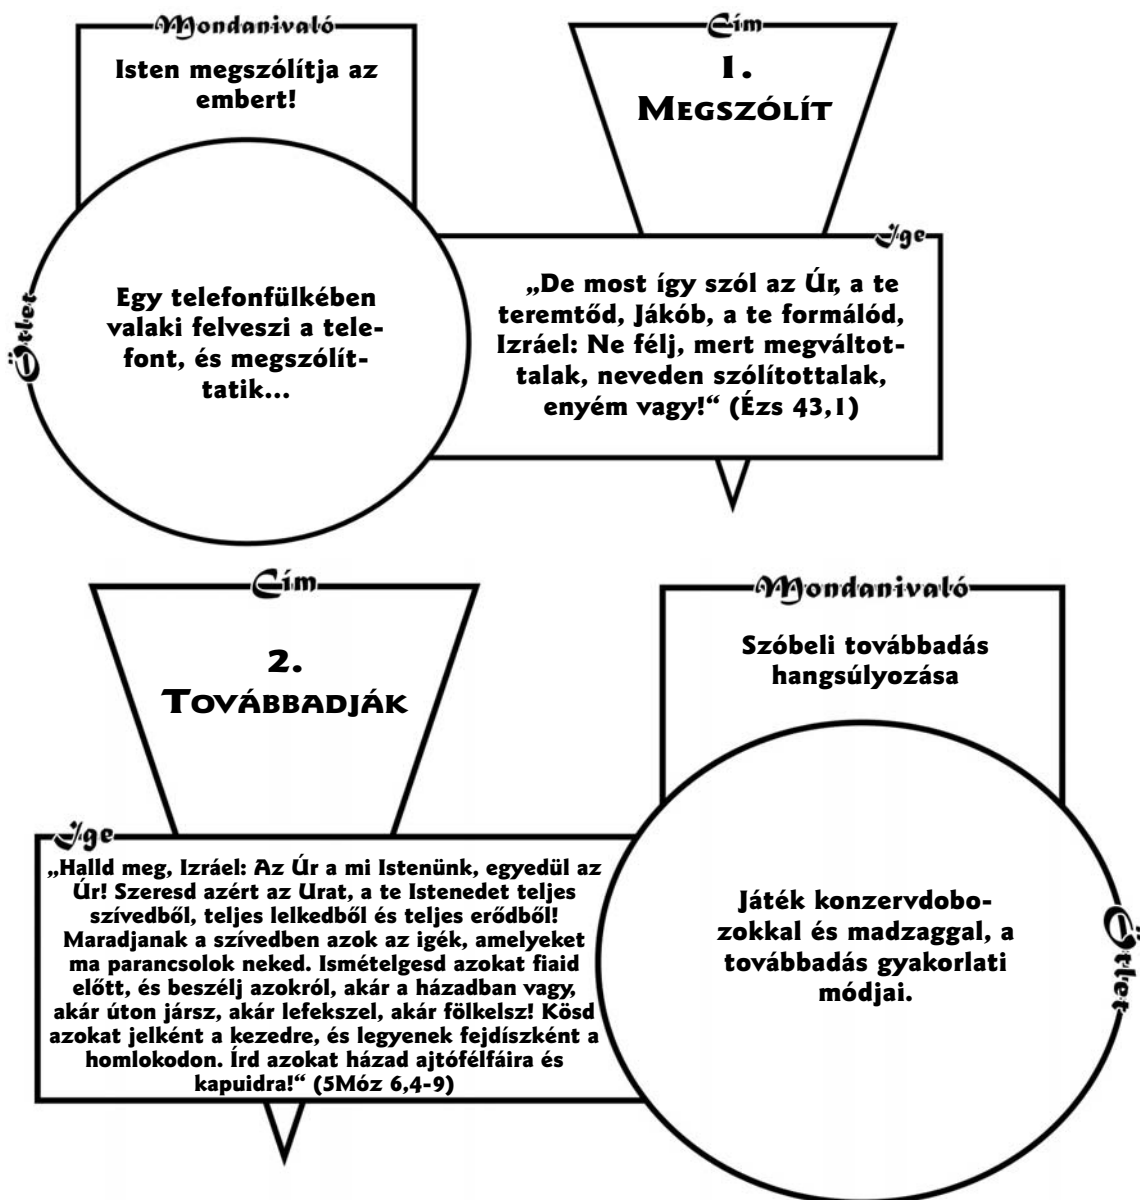 Mondanivaló
Isten megszólítja az
embert!
Cím
1.
MEGSZÓLÍT
Ötlet
Egy telefonfülkében
valaki felveszi a tele-
font, és megszólít-
tatik...
Ige
„De most így szól az Úr, a te
teremtőd, Jákób, a te formálód,
Izráel: Ne félj, mert megváltot-
talak, neveden szólítottalak,
enyém vagy!“ (Ézs 43,1)
Cím
2.
TOVÁBBADJÁK
Mondanivaló
Szóbeli továbbadás
hangsúlyozása
Ige
„Halld meg, Izráel: Az Úr a mi Istenünk, egyedül az
Úr! Szeresd azért az Urat, a te Istenedet teljes
szívedből, teljes lelkedből és teljes erődből!
Maradjanak a szívedben azok az igék, amelyeket
ma parancsolok neked. Ismételgesd azokat fiaid
előtt, és beszélj azokról, akár a házadban vagy,
akár úton jársz, akár lefekszel, akár fölkelsz! Kösd
azokat jelként a kezedre, és legyenek fejdíszként a
homlokodon. Írd azokat házad ajtófélfáira és
kapuidra!“ (5Móz 6,4-9)
Játék konzervdobo-
zokkal és madzaggal, a
továbbadás gyakorlati
módjai.
Ötlet